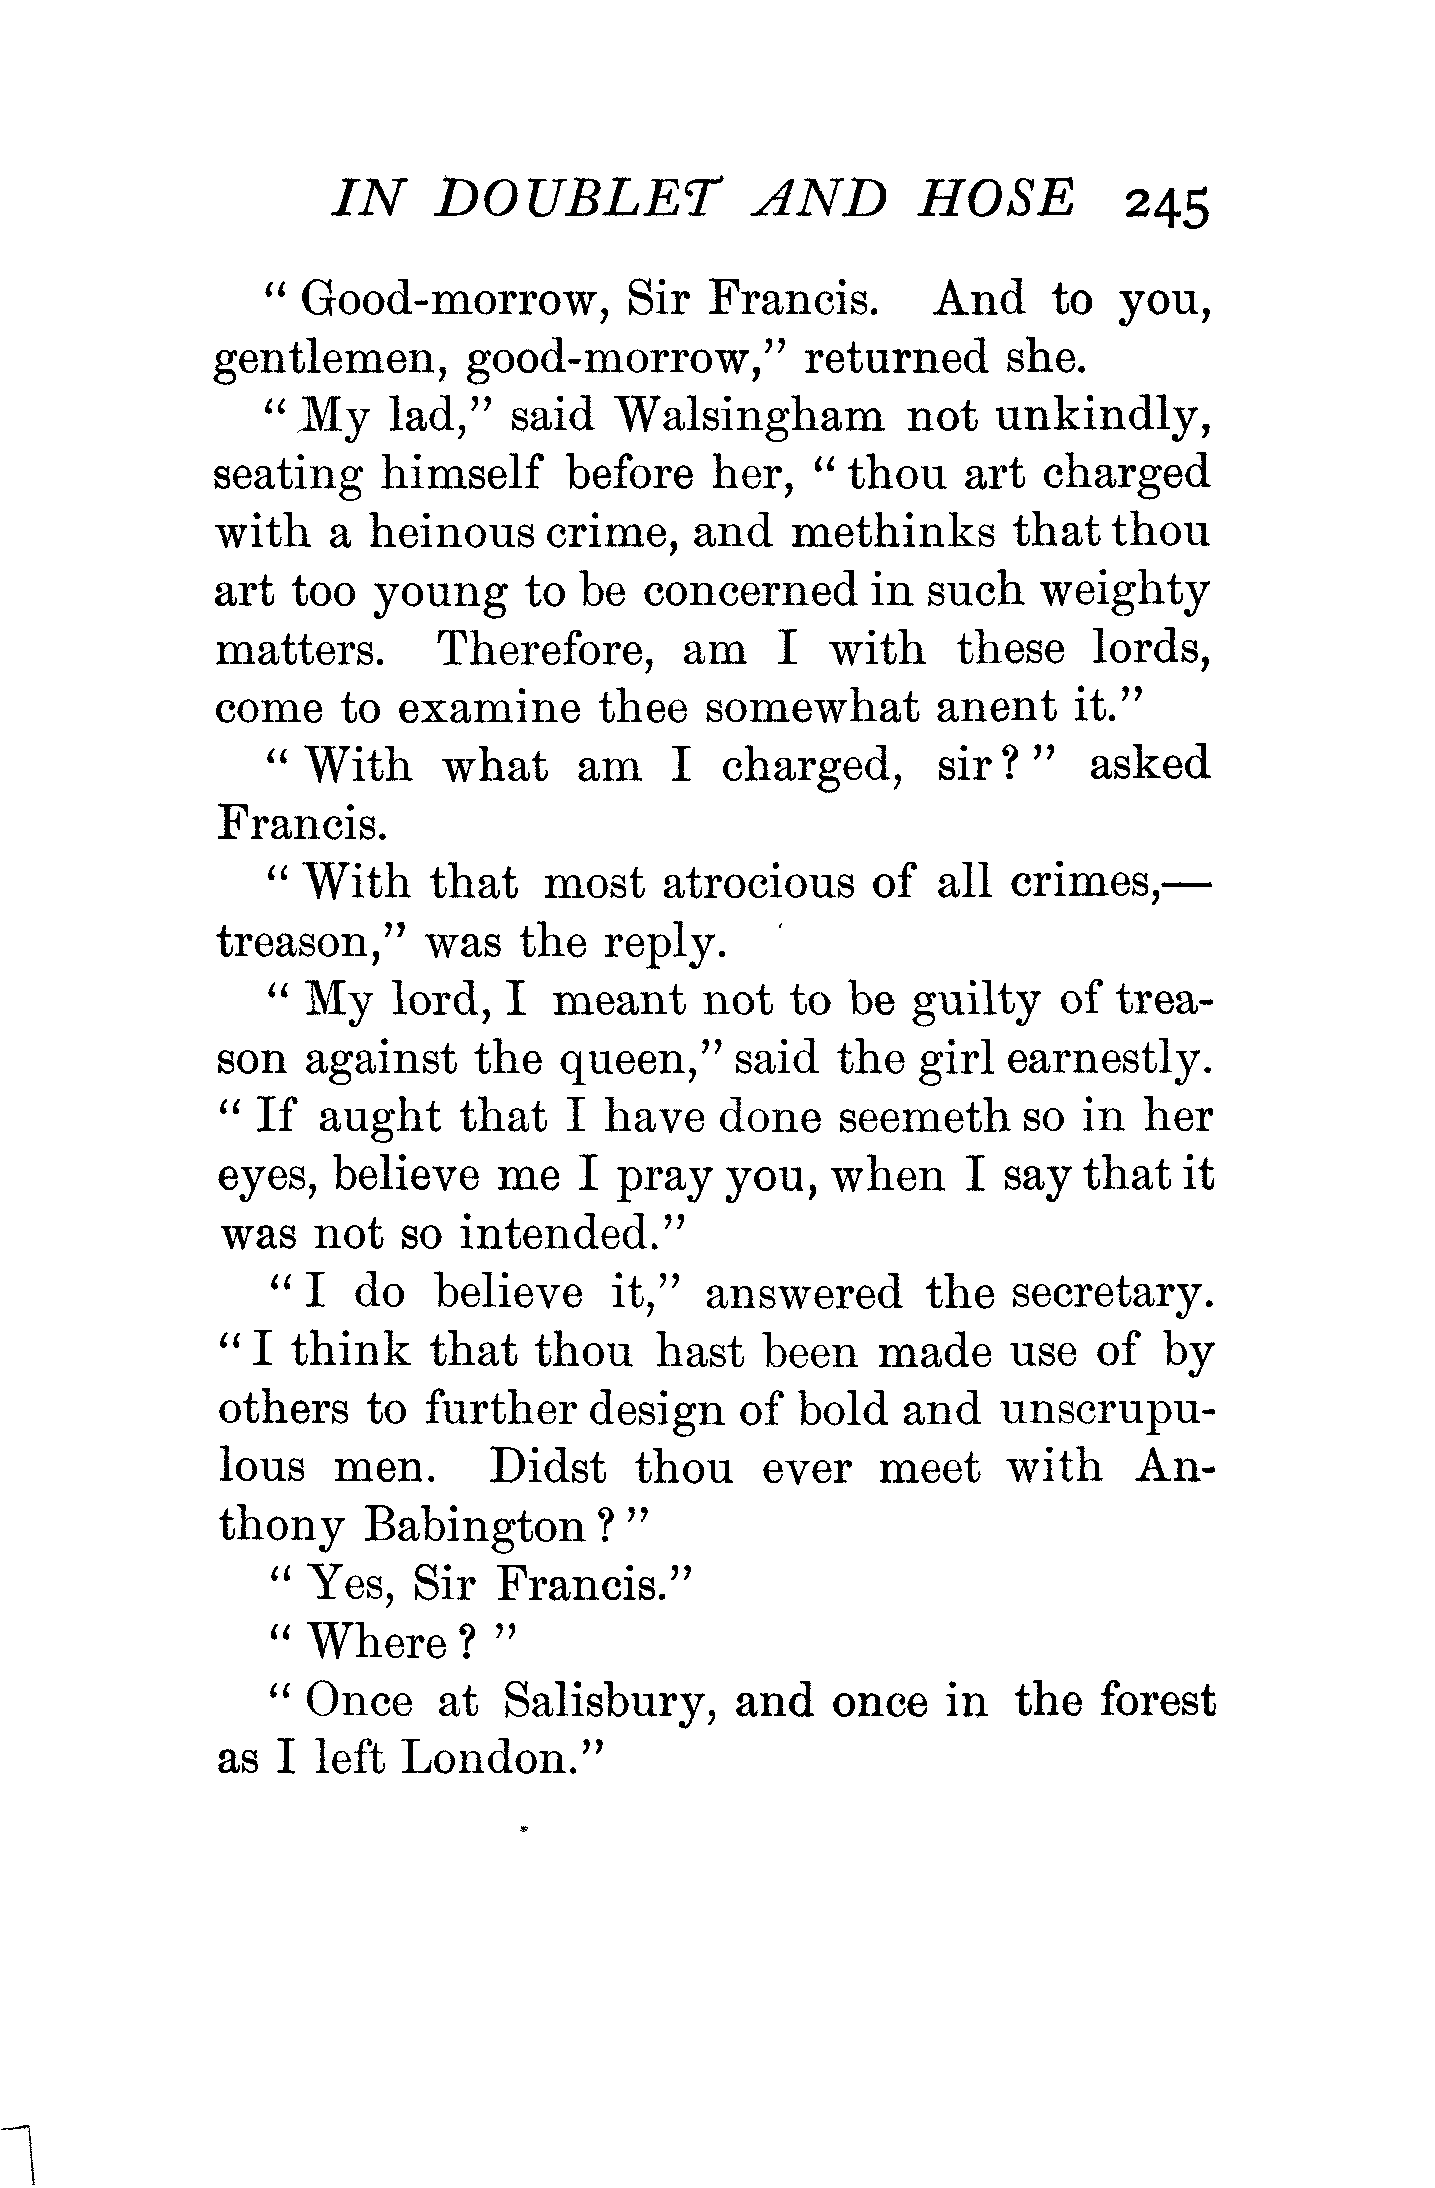 IN DOUBLET AND HOSE 245
" Good-morrow, Sir Francis. And to you,
gentlemen, good-morrow," returned she.
" My lad," said Walsingham not unkindly,
seating himself before her, " thou art charged
with a heinous crime, and methinks that thou
art too young to be concerned in such weighty
matters. Therefore, am I with these lords,
come to examine thee somewhat anent it."
" With what am I charged, sir? " asked
Francis.
" With that most atrocious of all crimes,—
treason," was the reply.
" My lord, I meant not to be guilty of trea-
son against the queen," said the girl earnestly.
" If aught that I have done seemeth so in her
eyes, believe me I pray you, when I say that it
was not so intended."
" I do believe it," answered the secretary.
" I think that thou hast been made use of by
others to further design of bold and unscrupu-
lous men. Didst thou ever meet with An-
thony Babington ? "
" Yes, Sir Francis."
" Where ? "
" Once at Salisbury, and once in the forest
as I left London."